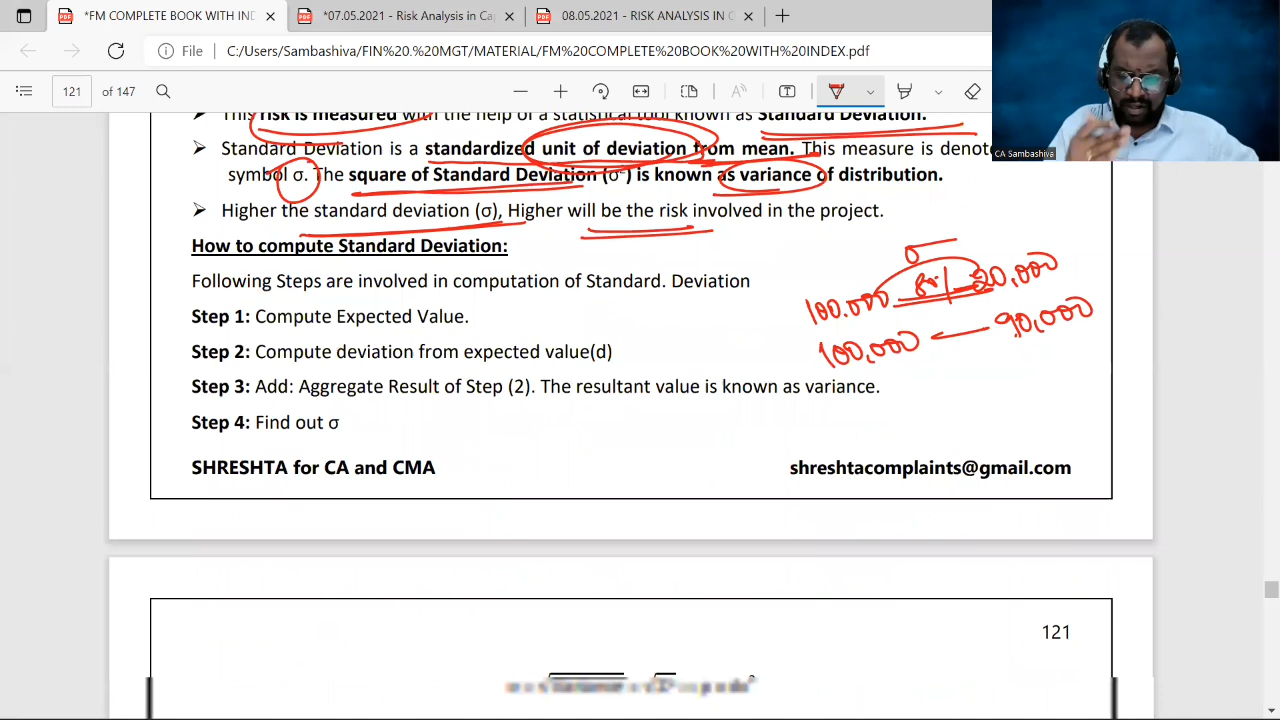 *FM COMPLETE BOOK WITH IND
*07.05.2021 - Risk Analysis in Ca
08.05.2021 - RISK ANALYSIS IN C
File C:/Users/Sambashiva/FIN%20.%20MGT/MATERIAL/FM%20COMPLETE%20BOOK%20WITH%20INDEX.pdf
121 of 147
CA Sambashiva
This risk is measured with the help of a statistical tool known as Standard Deviation.
Standard Deviation is a standardized unit of deviation from mean. This measure is denote
symbol σ. The square of Standard Deviation (σ²) is known as variance of distribution.
Higher the standard deviation (σ), Higher will be the risk involved in the project.
How to compute Standard Deviation:
σ
Following Steps are involved in computation of Standard. Deviation
100,000 20,000
Step 1: Compute Expected Value.
100,000 90,000
Step 2: Compute deviation from expected value(d)
Step 3: Add: Aggregate Result of Step (2). The resultant value is known as variance.
Step 4: Find out σ
SHRESHTA for CA and CMA shreshtacomplaints@gmail.com
121